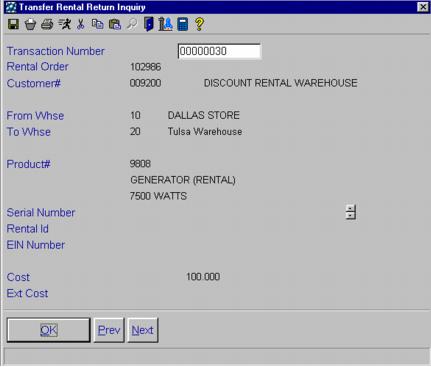 Transfer Rental Return Inquiry
Transaction Number 00000030
Rental Order 102986
Customer# 009200 DISCOUNT RENTAL WAREHOUSE
From Whse 10 DALLAS STORE
To Whse 20 Tulsa Warehouse
Product# 9808
GENERATOR (RENTAL)
7500 WATTS
Serial Number
Rental Id
EIN Number
Cost 100.000
Ext Cost
OK Prev Next